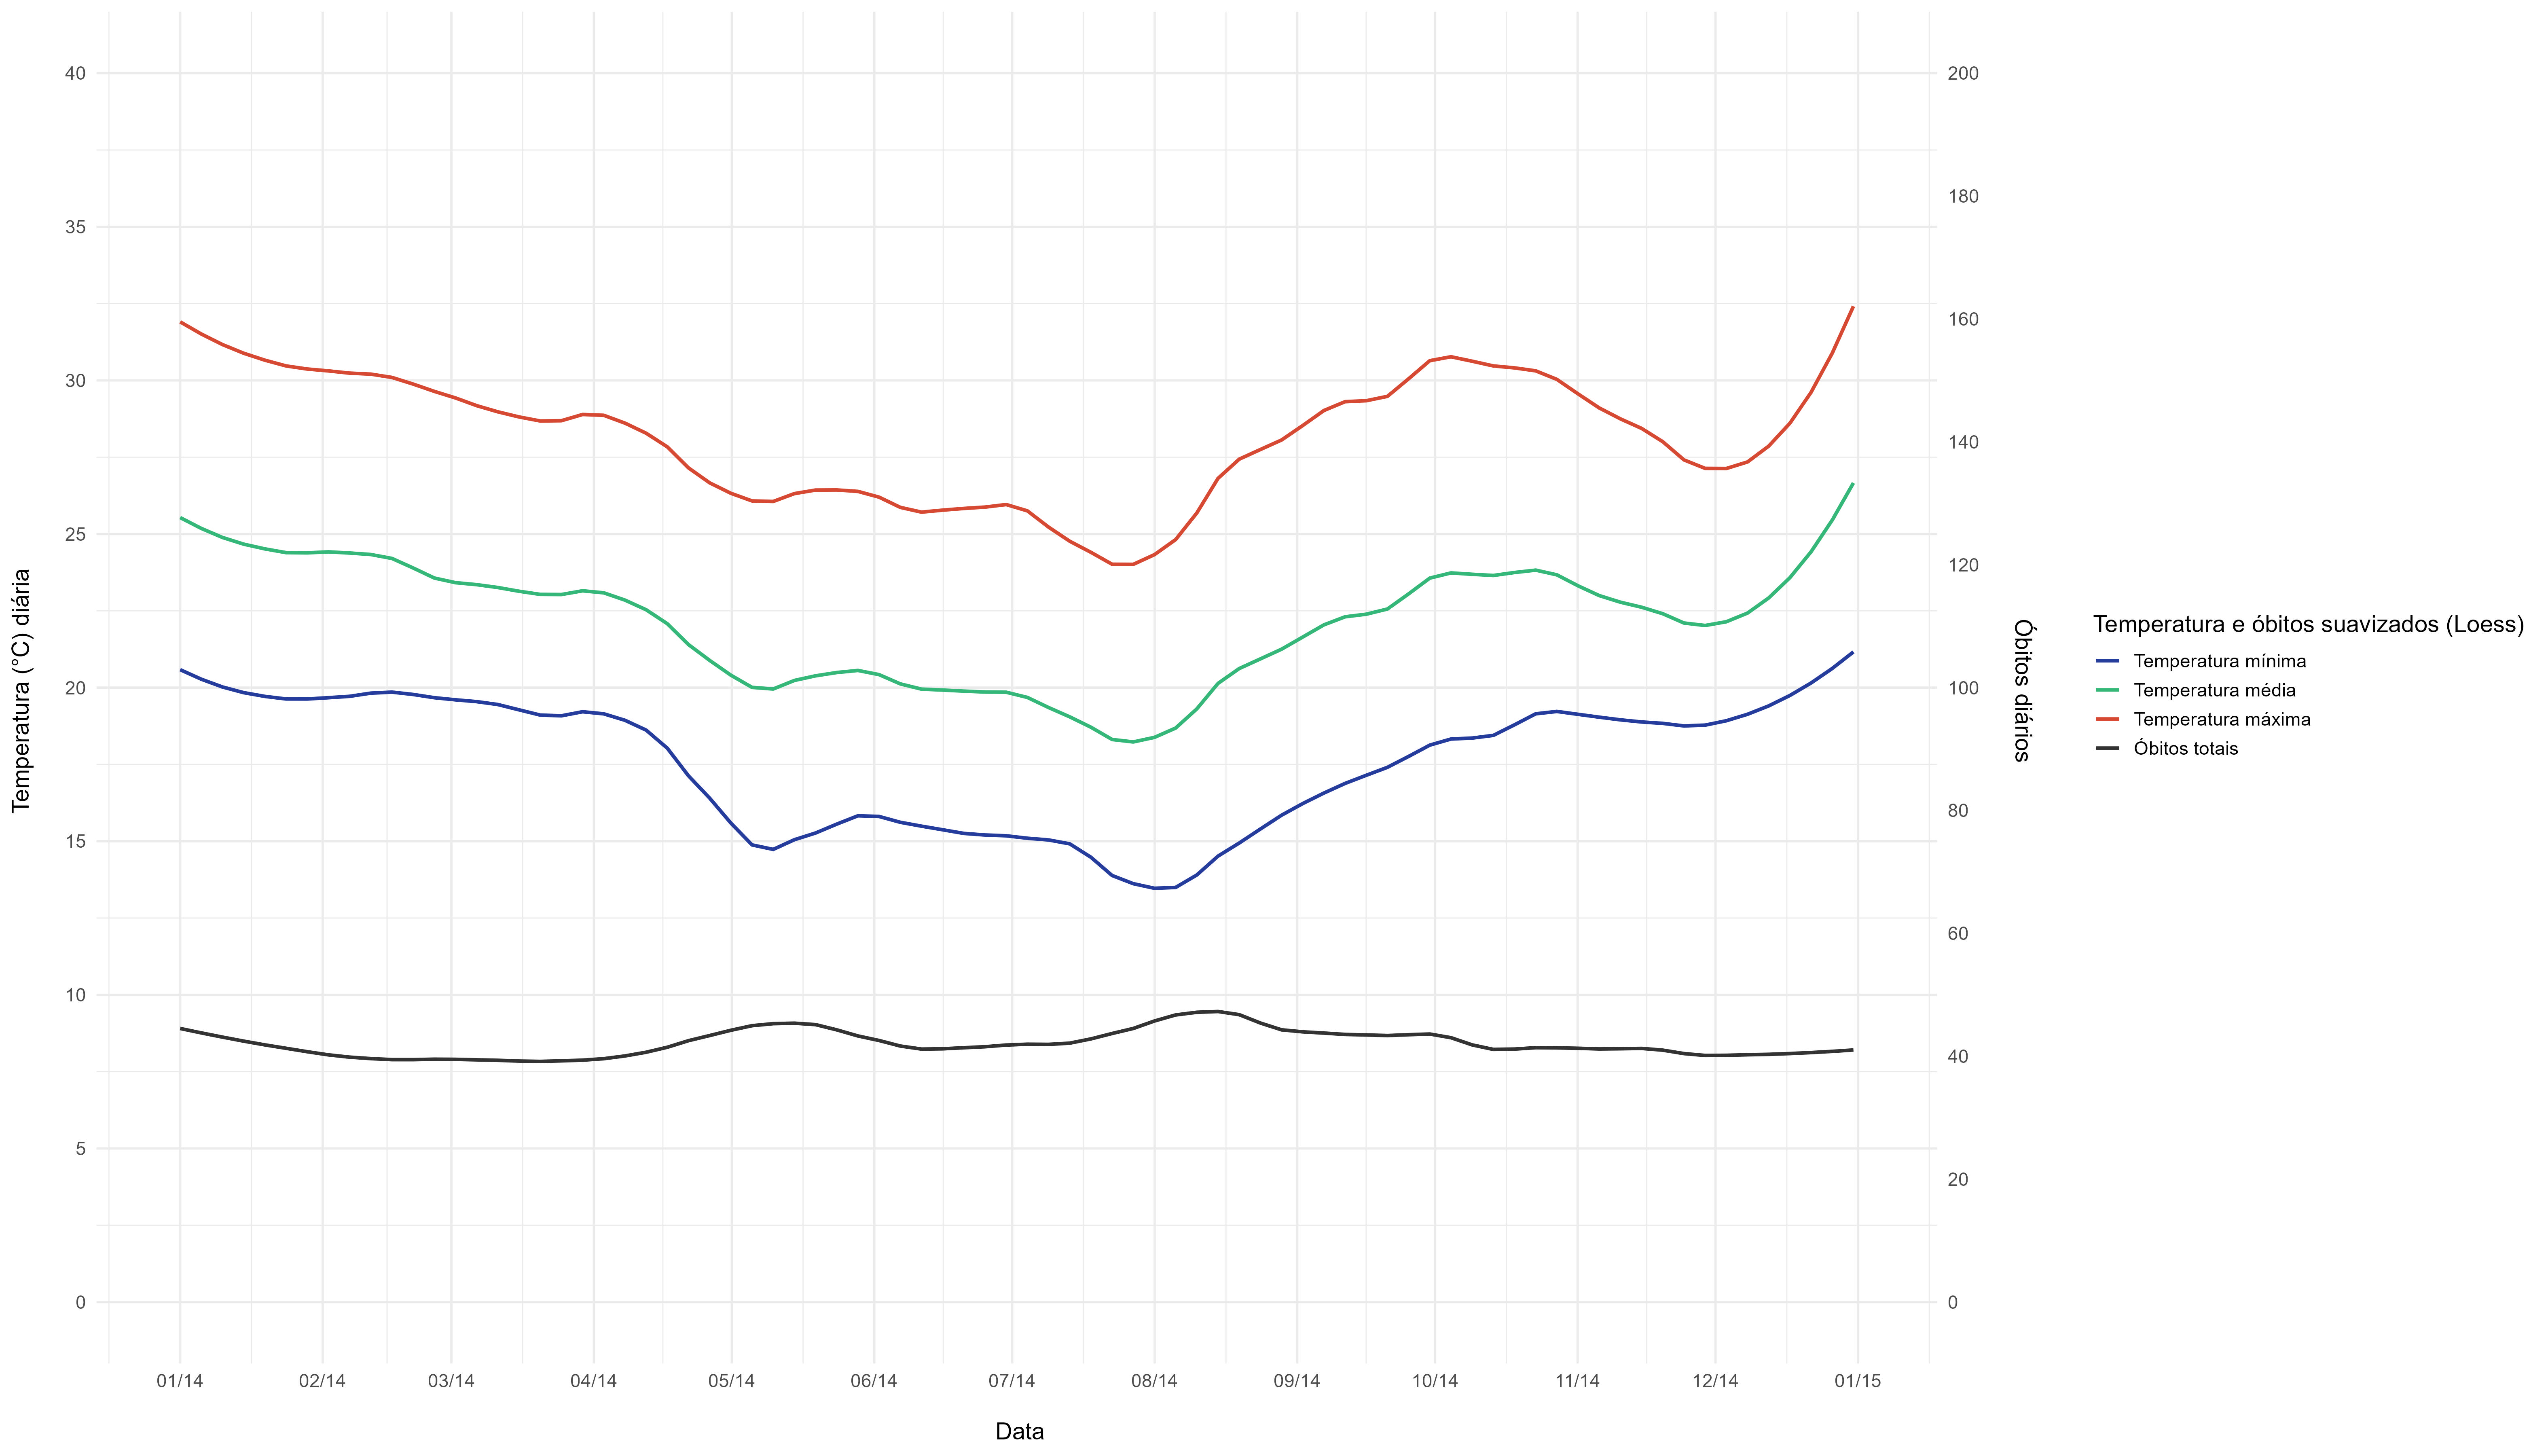 Temperatura (°C) diária
40
35
30
25
20
15
10
5
0
200
180
160
140
120
100
80
60
40
20
0
Óbitos diários
01/14 02/14 03/14 04/14 05/14 06/14 07/14 08/14 09/14 10/14 11/14 12/14 01/15
Data
Temperatura e óbitos suavizados (Loess)
Temperatura mínima
Temperatura média
Temperatura máxima
Óbitos totais